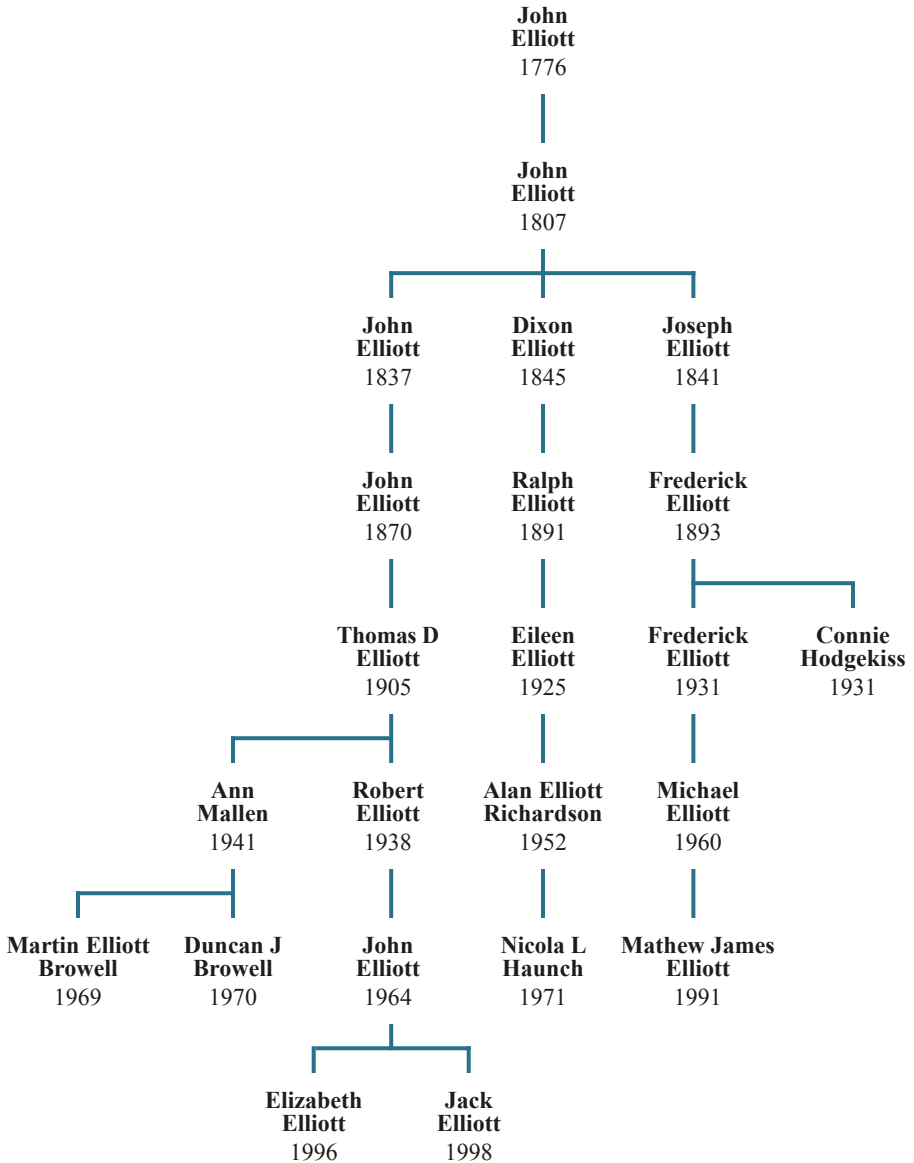 John
Elliott
1776
John
Elliott
1807
John
Elliott
1837
Dixon
Elliott
1845
Joseph
Elliott
1841
John
Elliott
1870
Ralph
Elliott
1891
Frederick
Elliott
1893
Thomas D
Elliott
1905
Eileen
Elliott
1925
Frederick
Elliott
1931
Connie
Hodgekiss
1931
Ann
Mallen
1941
Robert
Elliott
1938
Alan Elliott
Richardson
1952
Michael
Elliott
1960
Martin Elliott
Browell
1969
Duncan J
Browell
1970
John
Elliott
1964
Nicola L
Haunch
1971
Mathew James
Elliott
1991
Elizabeth
Elliott
1996
Jack
Elliott
1998